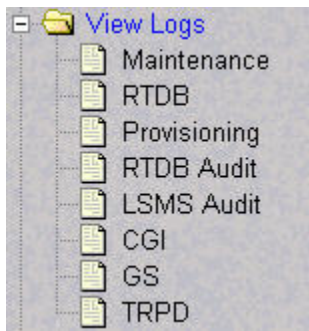 View Logs
Maintenance
RTDB
Provisioning
RTDB Audit
LSMS Audit
CGI
GS
TRPD